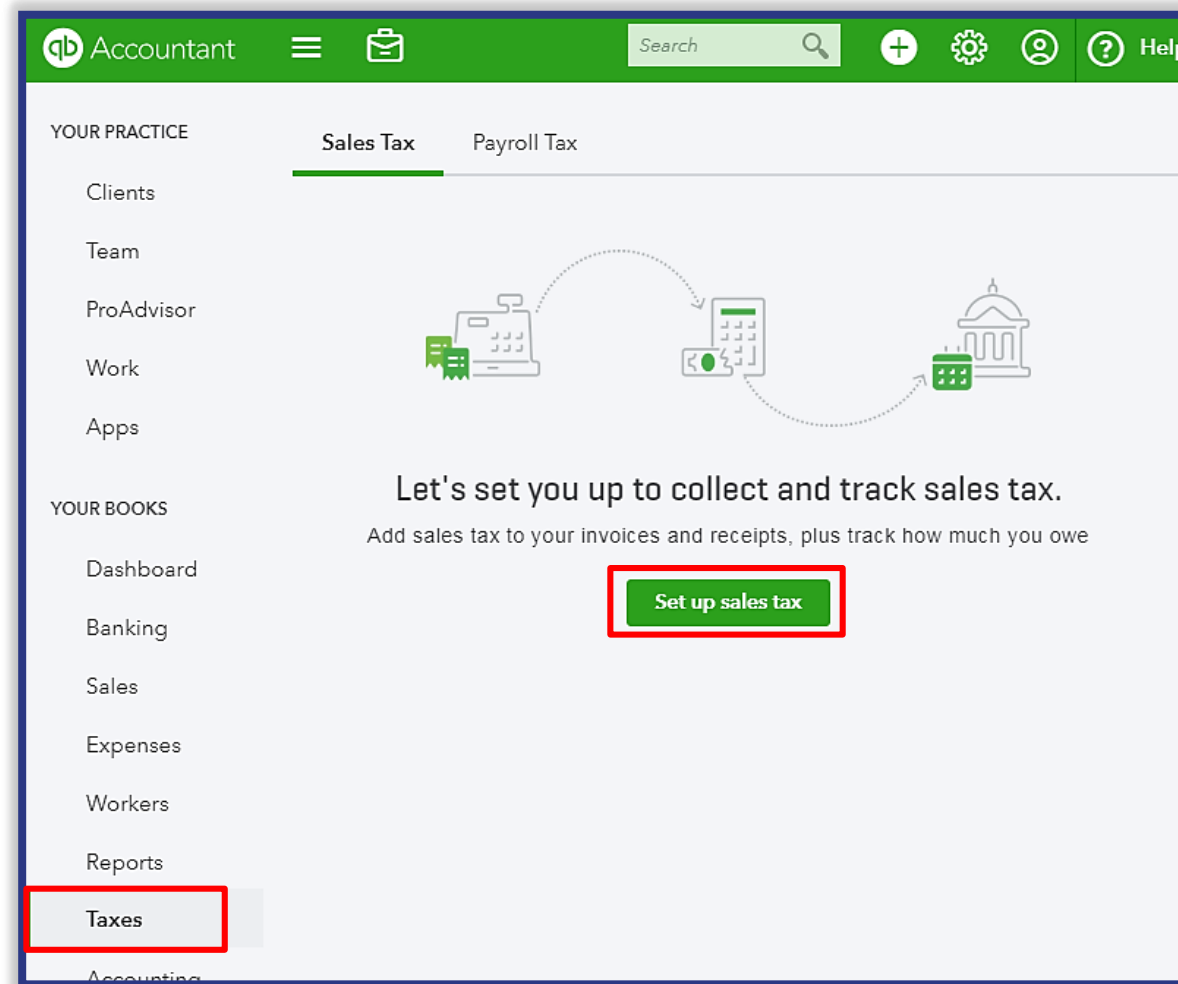 qb Accountant
Search
Help
YOUR PRACTICE
Clients
Team
ProAdvisor
Work
Apps
YOUR BOOKS
Dashboard
Banking
Sales
Expenses
Workers
Reports
Taxes
Accounting
Sales Tax Payroll Tax
Let's set you up to collect and track sales tax.
Add sales tax to your invoices and receipts, plus track how much you owe
Set up sales tax